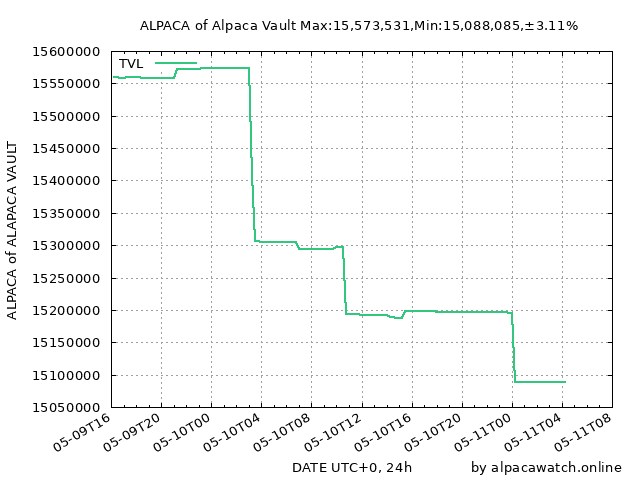 ALPACA of Alpaca Vault Max:15,573,531,Min:15,088,085,±3.11%
TVL
15600000
15550000
15500000
15450000
15400000
15350000
15300000
15250000
15200000
15150000
15100000
15050000
ALPACA of ALAPACA VAULT
05-09T16
05-09T20
05-10T00
05-10T04
05-10T08
05-10T12
05-10T16
05-10T20
05-11T00
05-11T04
05-11T08
DATE UTC+0, 24h
by alpacawatch.online